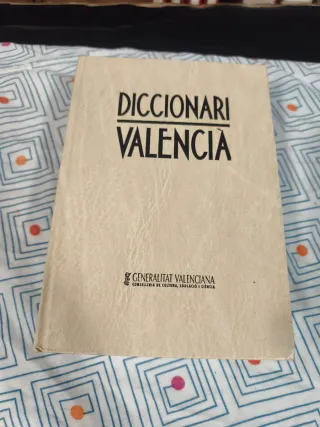 DICCIONARI
VALENCIÀ
GENERALITAT VALENCIANA
CONSELLERIA DE CULTURA, EDUCACIÓ I CIÈNCIA